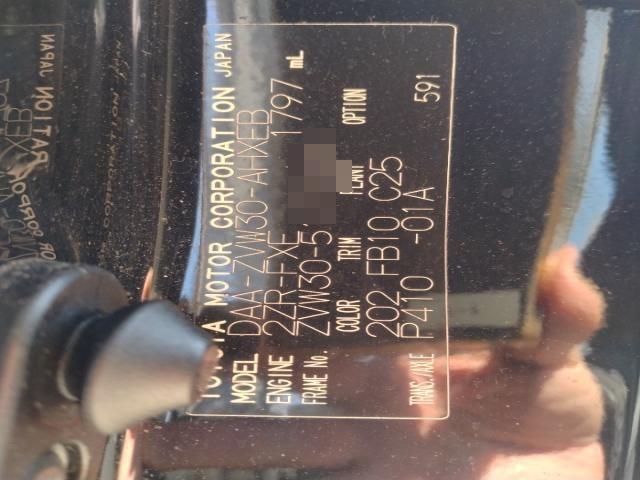 TOYOTA MOTOR CORPORATION JAPAN
MODEL DAA-ZVW30-AHXEB
ENGINE 2ZR-FXE 1797 mL
FRAME No. ZVW30-5
COLOR TRIM PLANT OPTION
202 FB10 C25
TRANS./AXLE P410 -01A 591